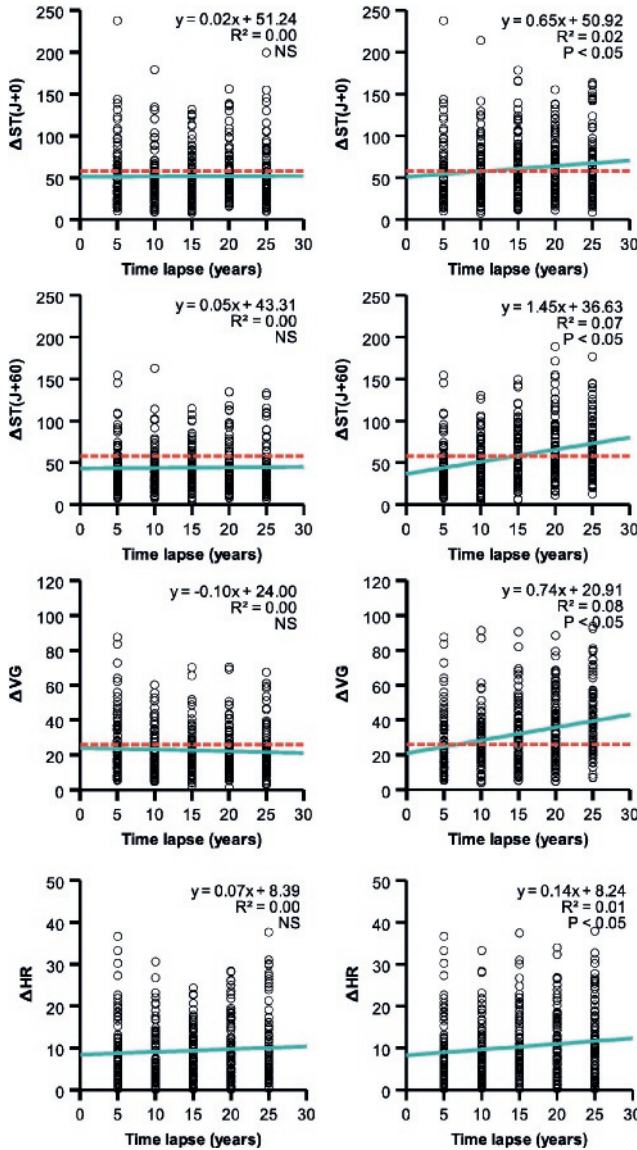 y = 0.02x + 51.24
R² = 0.00
NS
250
200
150
100
50
0
ΔST(J+0)
0 5 10 15 20 25 30
Time lapse (years)
y = 0.65x + 50.92
R² = 0.02
P < 0.05
250
200
150
100
50
0
ΔST(J+0)
0 5 10 15 20 25 30
Time lapse (years)
y = 0.05x + 43.31
R² = 0.00
NS
250
200
150
100
50
0
ΔST(J+60)
0 5 10 15 20 25 30
Time lapse (years)
y = 1.45x + 36.63
R² = 0.07
P < 0.05
250
200
150
100
50
0
ΔST(J+60)
0 5 10 15 20 25 30
Time lapse (years)
y = -0.10x + 24.00
R² = 0.00
NS
120
100
80
60
40
20
0
ΔVG
0 5 10 15 20 25 30
Time lapse (years)
y = 0.74x + 20.91
R² = 0.08
P < 0.05
120
100
80
60
40
20
0
ΔVG
0 5 10 15 20 25 30
Time lapse (years)
y = 0.07x + 8.39
R² = 0.00
NS
50
40
30
20
10
0
ΔHR
0 5 10 15 20 25 30
Time lapse (years)
y = 0.14x + 8.24
R² = 0.01
P < 0.05
50
40
30
20
10
0
ΔHR
0 5 10 15 20 25 30
Time lapse (years)